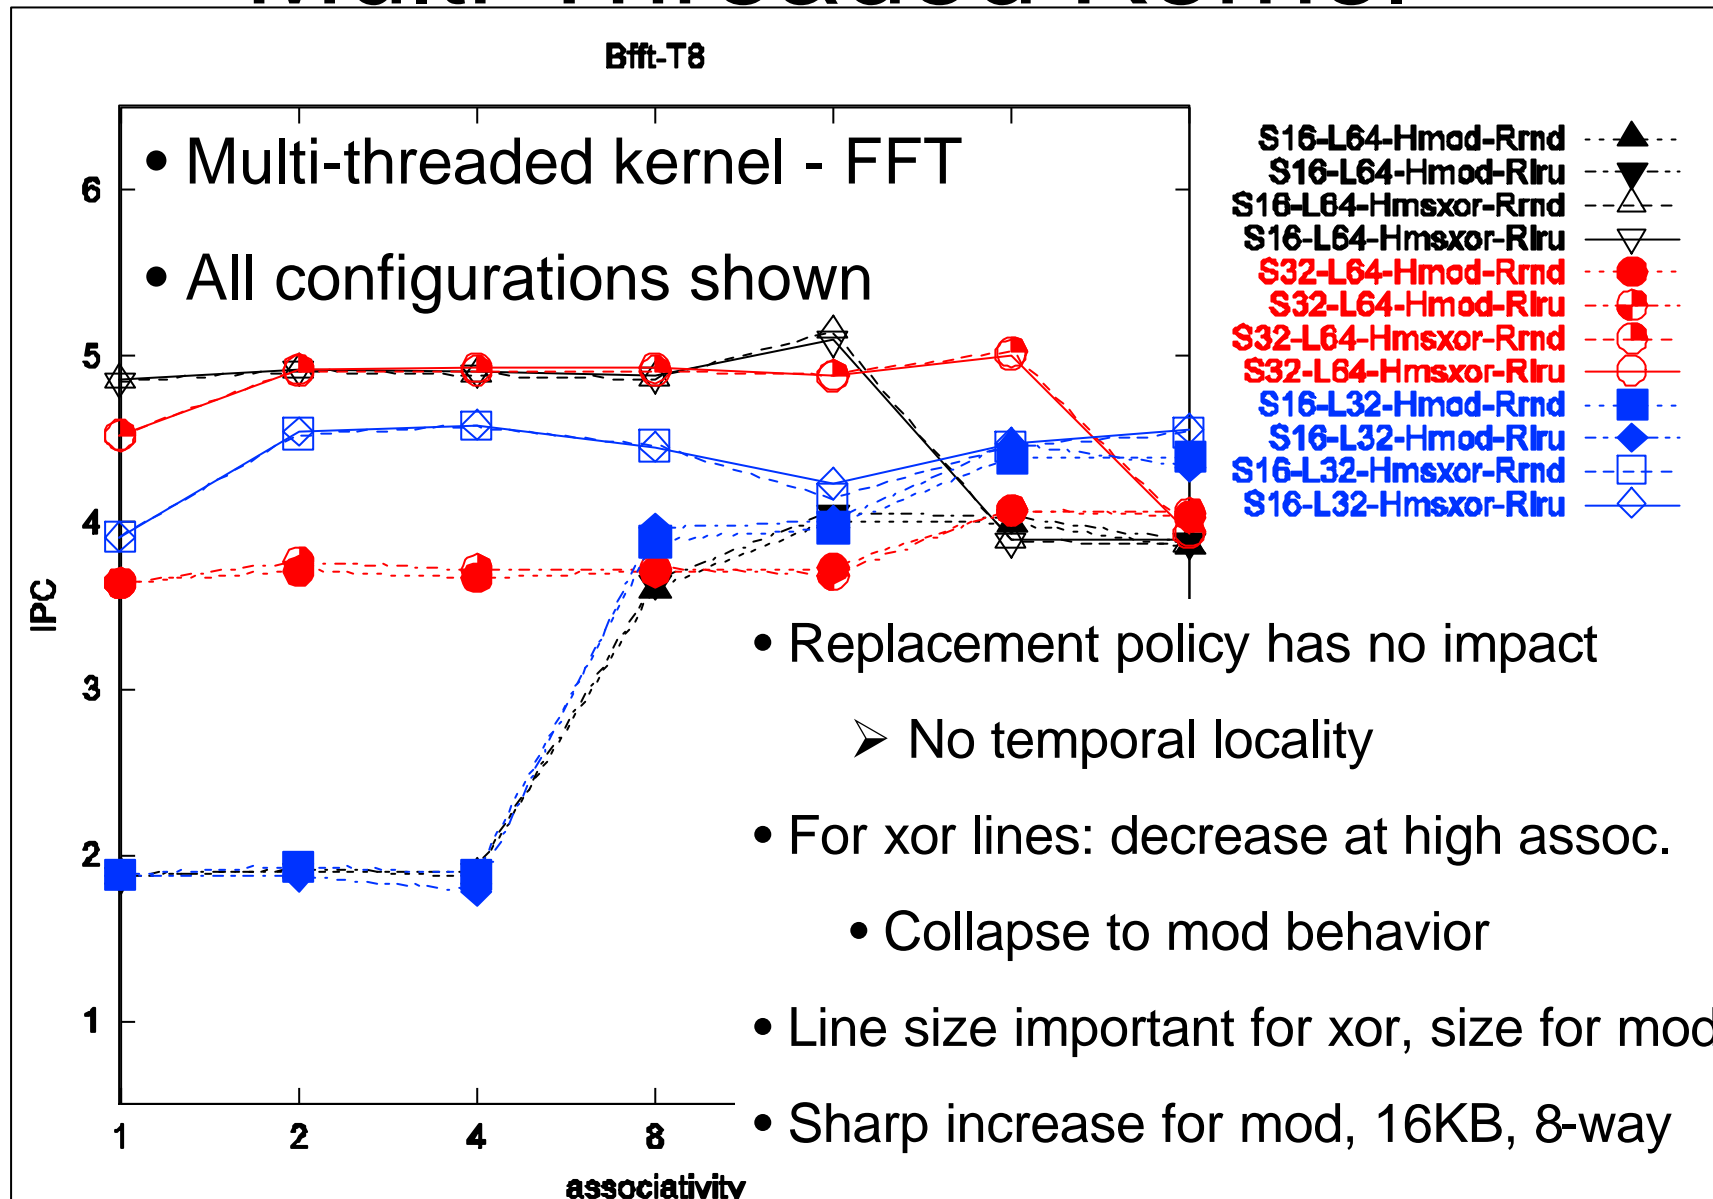 Multi-Threaded Kernel
Bfft-T8
• Multi-threaded kernel - FFT
• All configurations shown
S16-L64-Hmod-Rrnd
S16-L64-Hmod-Rlru
S16-L64-Hmsxor-Rrnd
S16-L64-Hmsxor-Rlru
S32-L64-Hmod-Rrnd
S32-L64-Hmod-Rlru
S32-L64-Hmsxor-Rrnd
S32-L64-Hmsxor-Rlru
S16-L32-Hmod-Rrnd
S16-L32-Hmod-Rlru
S16-L32-Hmsxor-Rrnd
S16-L32-Hmsxor-Rlru
6
5
4
3
2
1
IPC
• Replacement policy has no impact
➢ No temporal locality
• For xor lines: decrease at high assoc.
• Collapse to mod behavior
• Line size important for xor, size for mod
• Sharp increase for mod, 16KB, 8-way
1 2 4 8
associativity